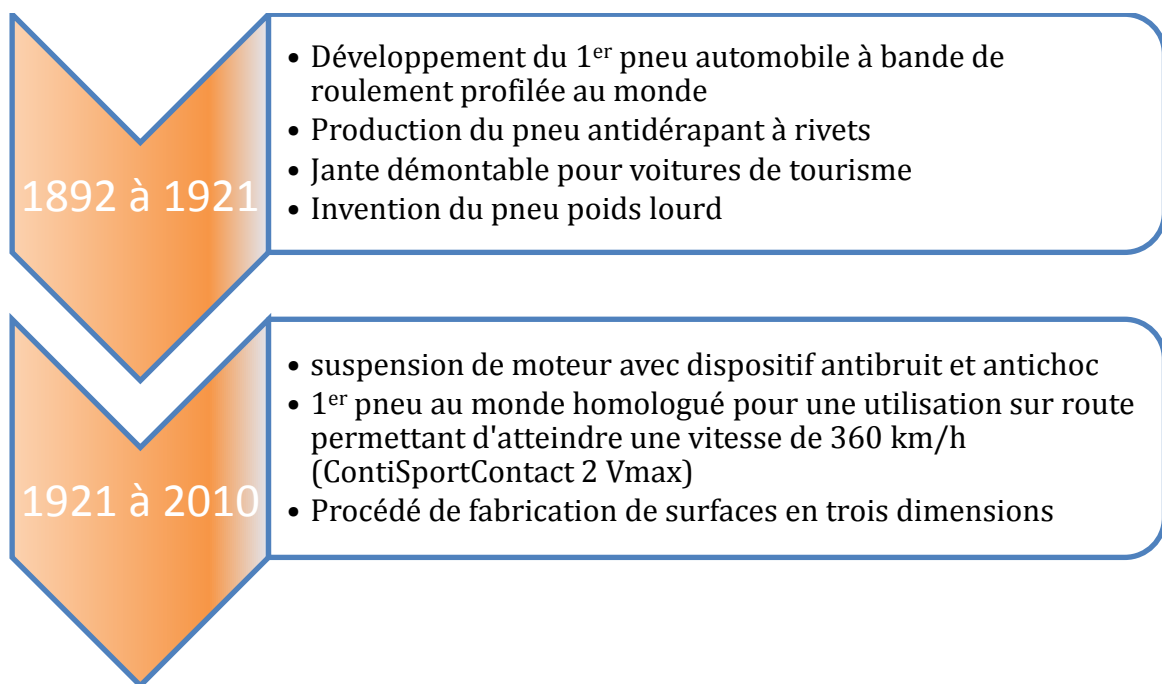 1892 à 1921
• Développement du 1er pneu automobile à bande de
roulement profilée au monde
• Production du pneu antidérapant à rivets
• Jante démontable pour voitures de tourisme
• Invention du pneu poids lourd
1921 à 2010
• suspension de moteur avec dispositif antibruit et antichoc
• 1er pneu au monde homologué pour une utilisation sur route
permettant d'atteindre une vitesse de 360 km/h
(ContiSportContact 2 Vmax)
• Procédé de fabrication de surfaces en trois dimensions